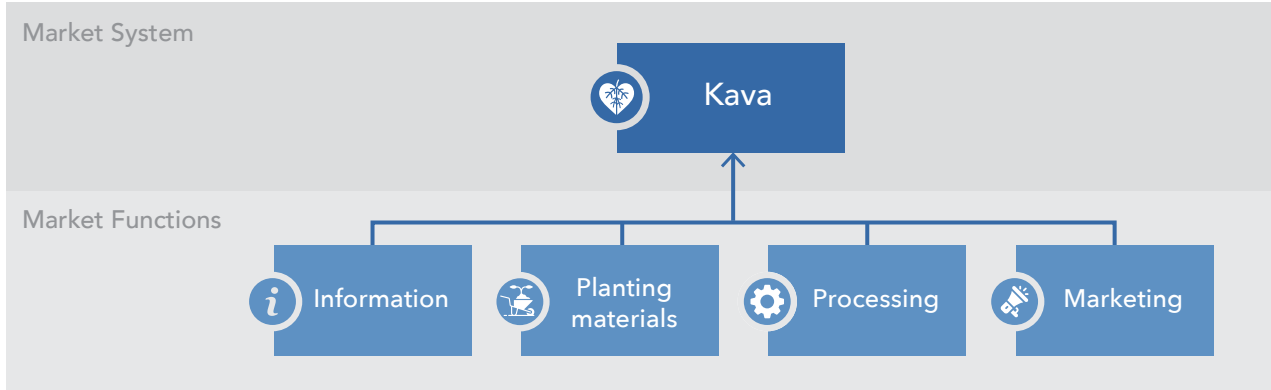 Market System
Kava
Market Functions
Information
Planting
materials
Processing
Marketing